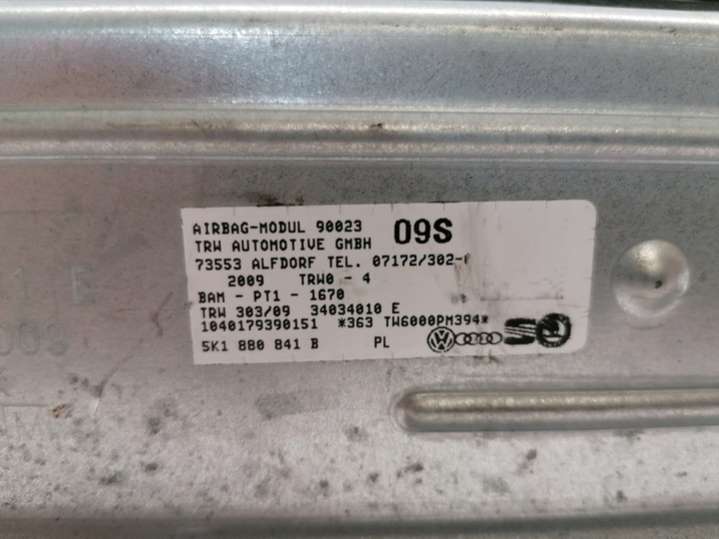 AIRBAG-MODUL 90023 09S
TRW AUTOMOTIVE GMBH
73553 ALFDORF TEL. 07172/302-
2009 TRW0 - 4
BAM - PT1 - 1670
TRW 303/09 34034010 E
1040179390151 *363 TW6000PM394*
5K1 880 841 B PL
1 E